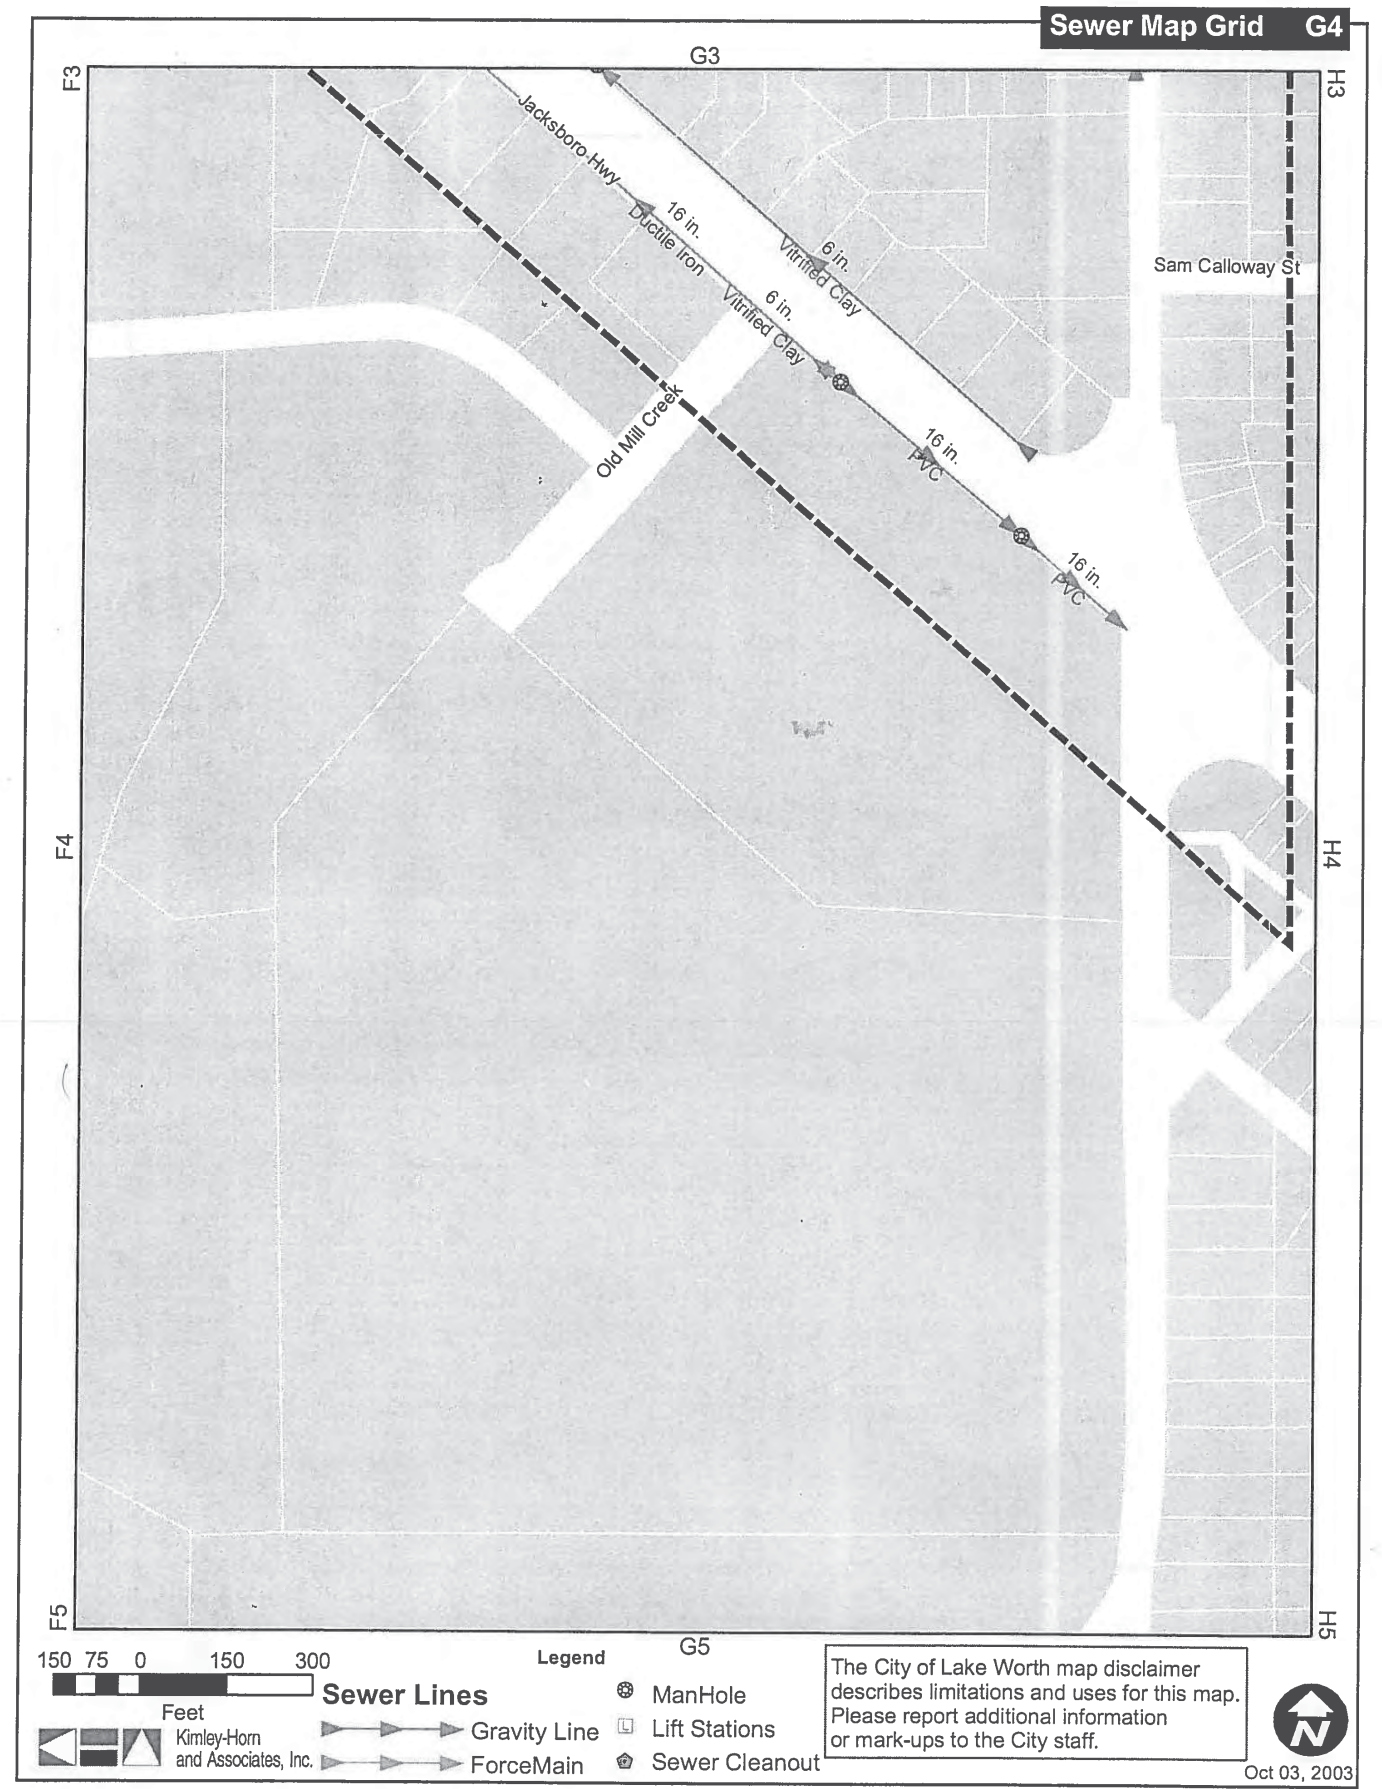 Sewer Map Grid G4
G3
F3
H3
Jacksboro Hwy
16 in.
Ductile Iron
6 in.
Vitrified Clay
6 in.
Vitrified Clay
Sam Calloway St
Old Mill Creek
16 in.
PVC
16 in.
PVC
F4
H4
F5
H5
G5
150 75 0 150 300
Feet
Kimley-Horn
and Associates, Inc.
Legend
Sewer Lines
Gravity Line
ForceMain
ManHole
L
Lift Stations
Sewer Cleanout
The City of Lake Worth map disclaimer
describes limitations and uses for this map.
Please report additional information
or mark-ups to the City staff.
N
Oct 03, 2003